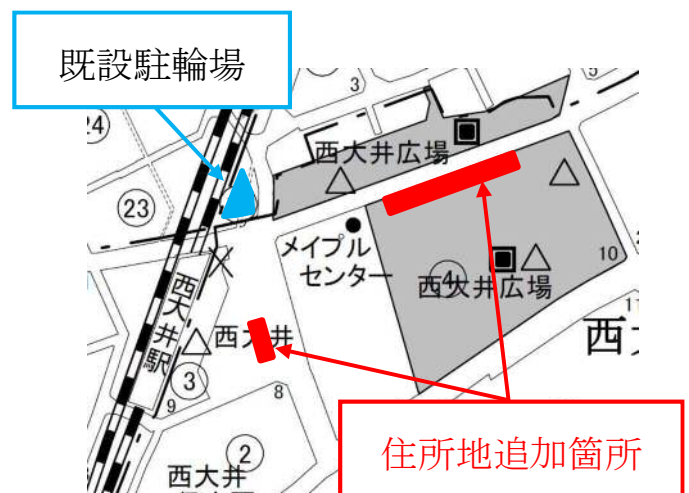 既設駐輪場
3
5
24
西大井広場
23
メイプル
センター
4
10
西大井広場
11
西大井駅
西大井
西
3
9
8
住所地追加箇所
2
西大井